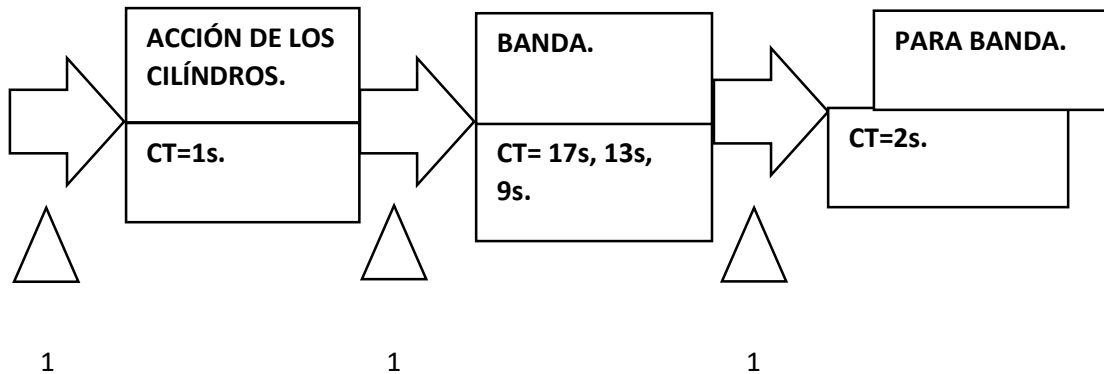 ACCIÓN DE LOS
CILÍNDROS.
CT=1s.
BANDA.
CT= 17s, 13s,
9s.
PARA BANDA.
CT=2s.
1
1
1